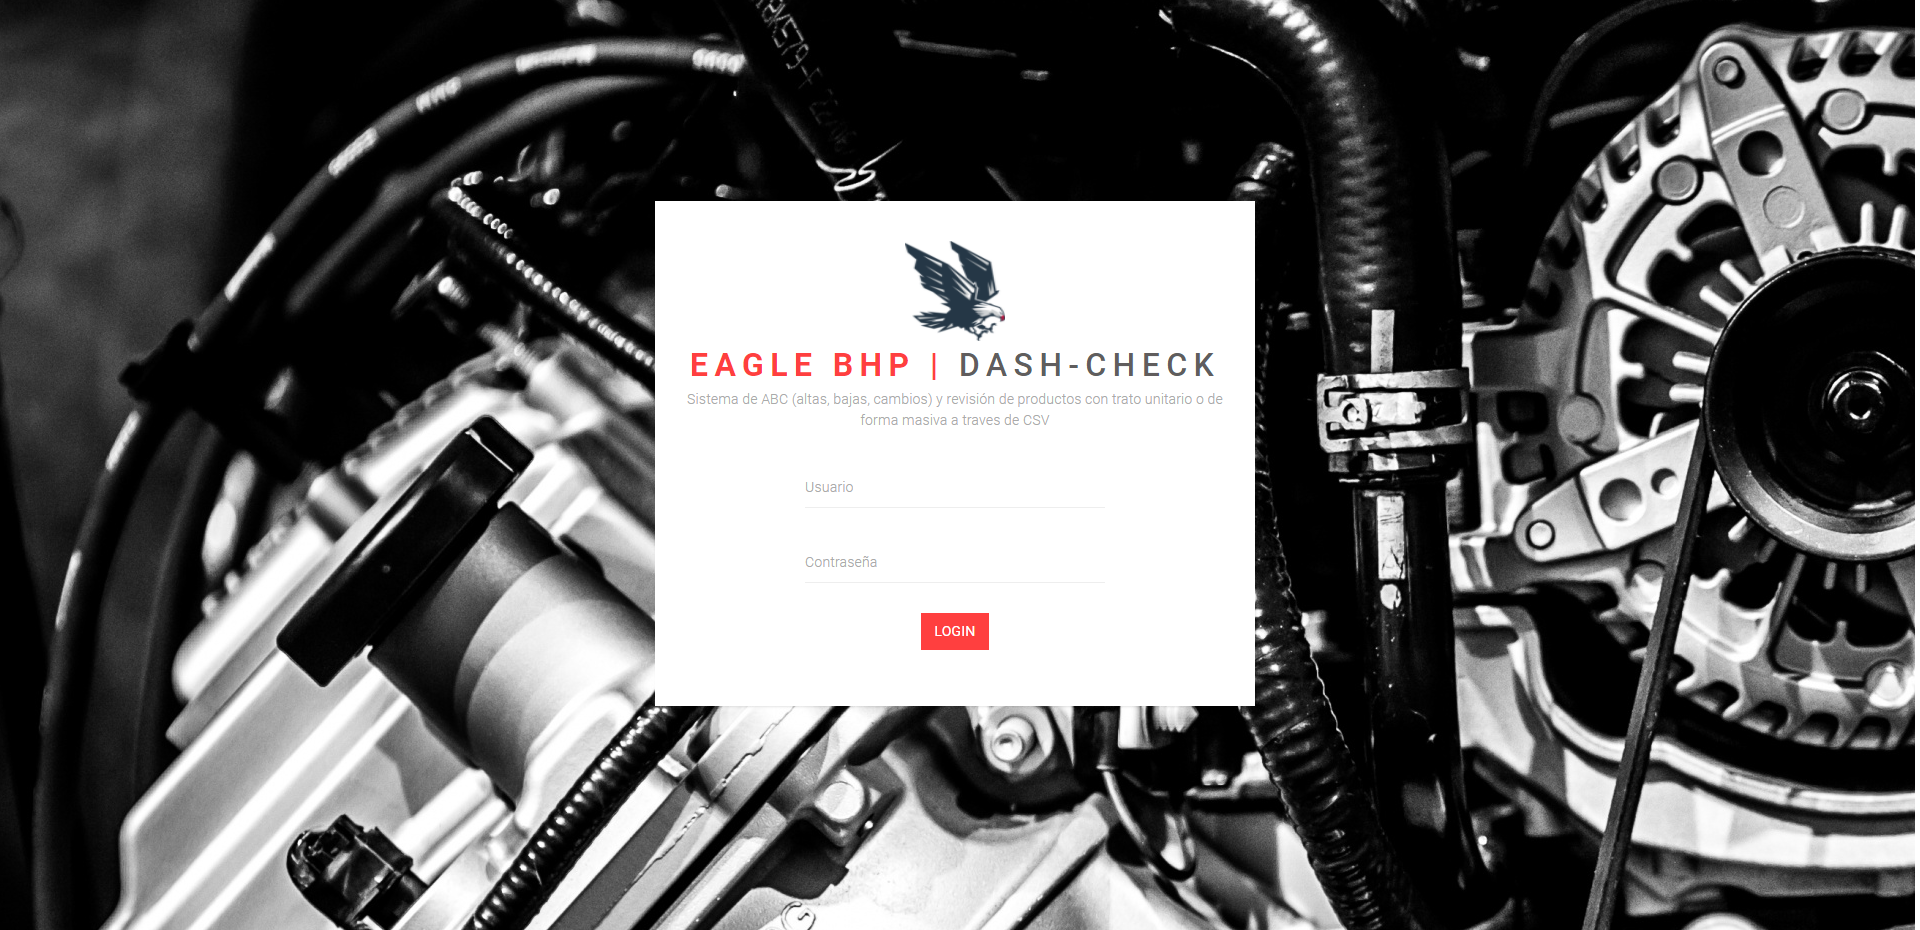 EAGLE BHP | DASH-CHECK
Sistema de ABC (altas, bajas, cambios) y revisión de productos con trato unitario o de
forma masiva a traves de CSV
Usuario
Contraseña
LOGIN